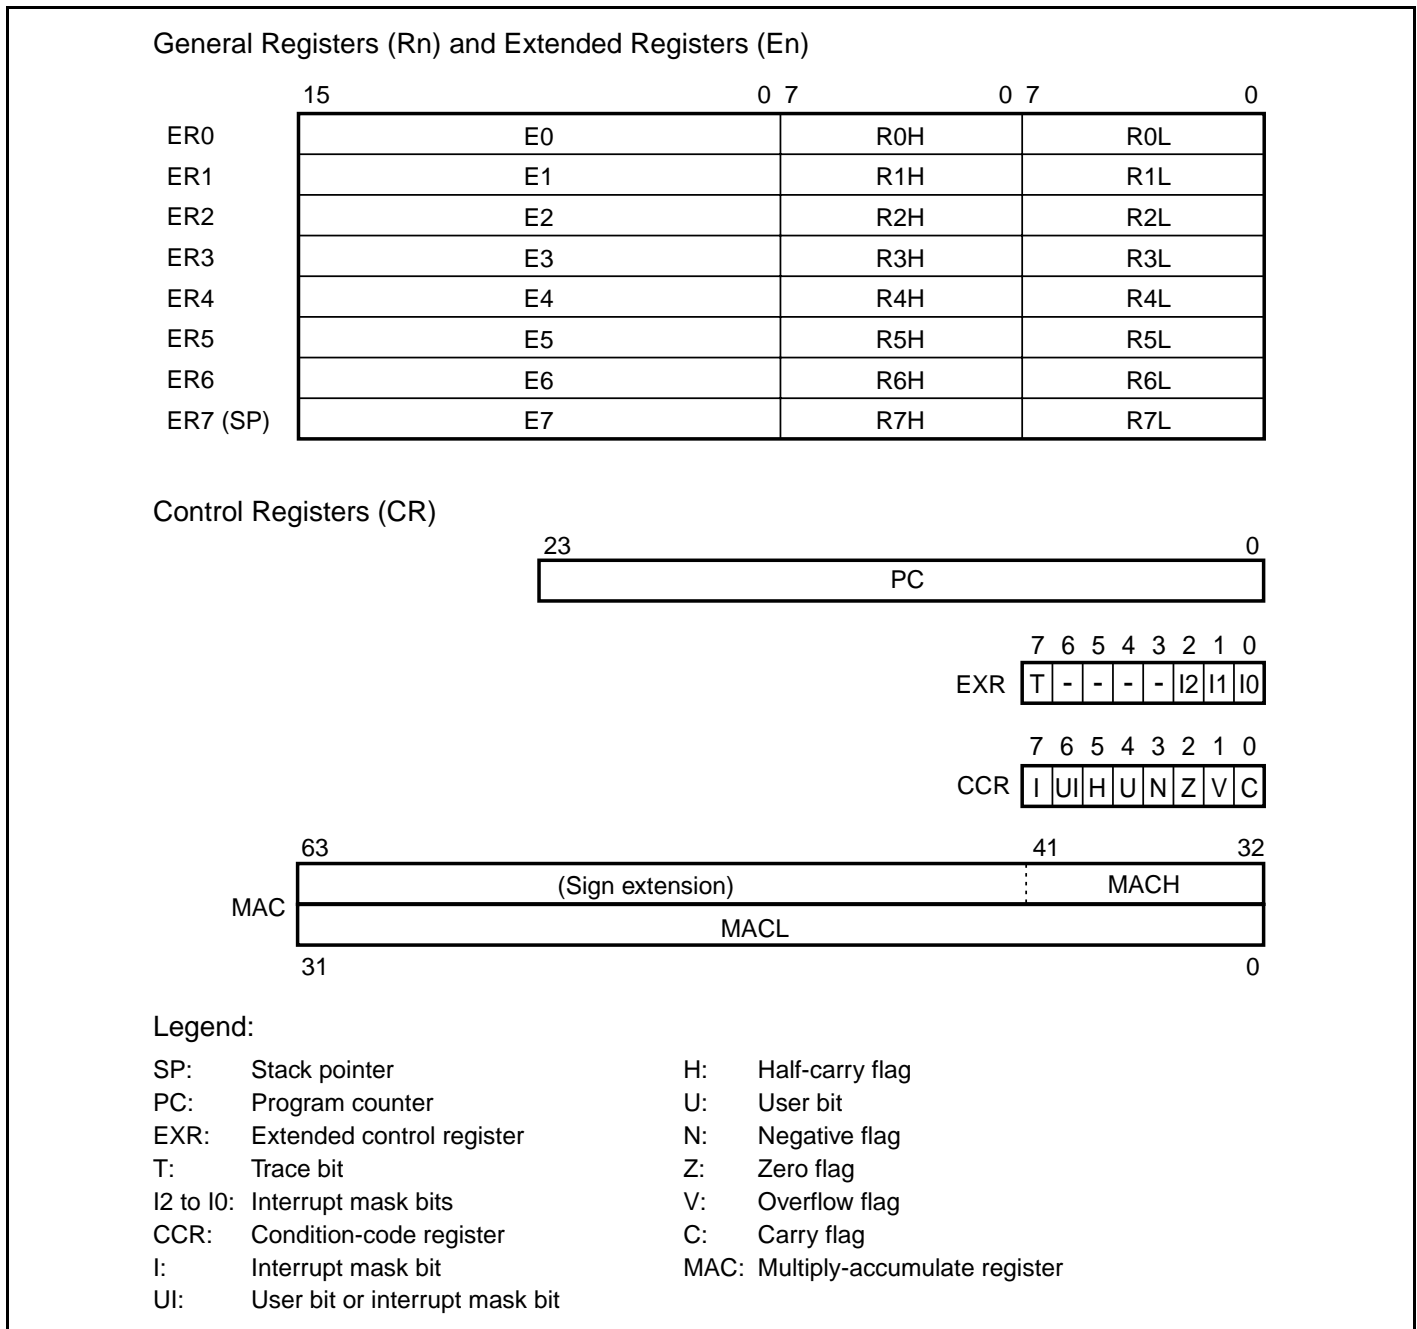 General Registers (Rn) and Extended Registers (En)
15 0 7 0 7 0
ER0 E0 R0H R0L
ER1 E1 R1H R1L
ER2 E2 R2H R2L
ER3 E3 R3H R3L
ER4 E4 R4H R4L
ER5 E5 R5H R5L
ER6 E6 R6H R6L
ER7 (SP) E7 R7H R7L
Control Registers (CR)
23 0
PC
7 6 5 4 3 2 1 0
EXR T - - - - I2 I1 I0
7 6 5 4 3 2 1 0
CCR I UI H U N Z V C
63 41 32
(Sign extension) MACH
MAC
MACL
31 0
Legend:
SP: Stack pointer
PC: Program counter
EXR: Extended control register
T: Trace bit
I2 to I0: Interrupt mask bits
CCR: Condition-code register
I: Interrupt mask bit
UI: User bit or interrupt mask bit
H: Half-carry flag
U: User bit
N: Negative flag
Z: Zero flag
V: Overflow flag
C: Carry flag
MAC: Multiply-accumulate register